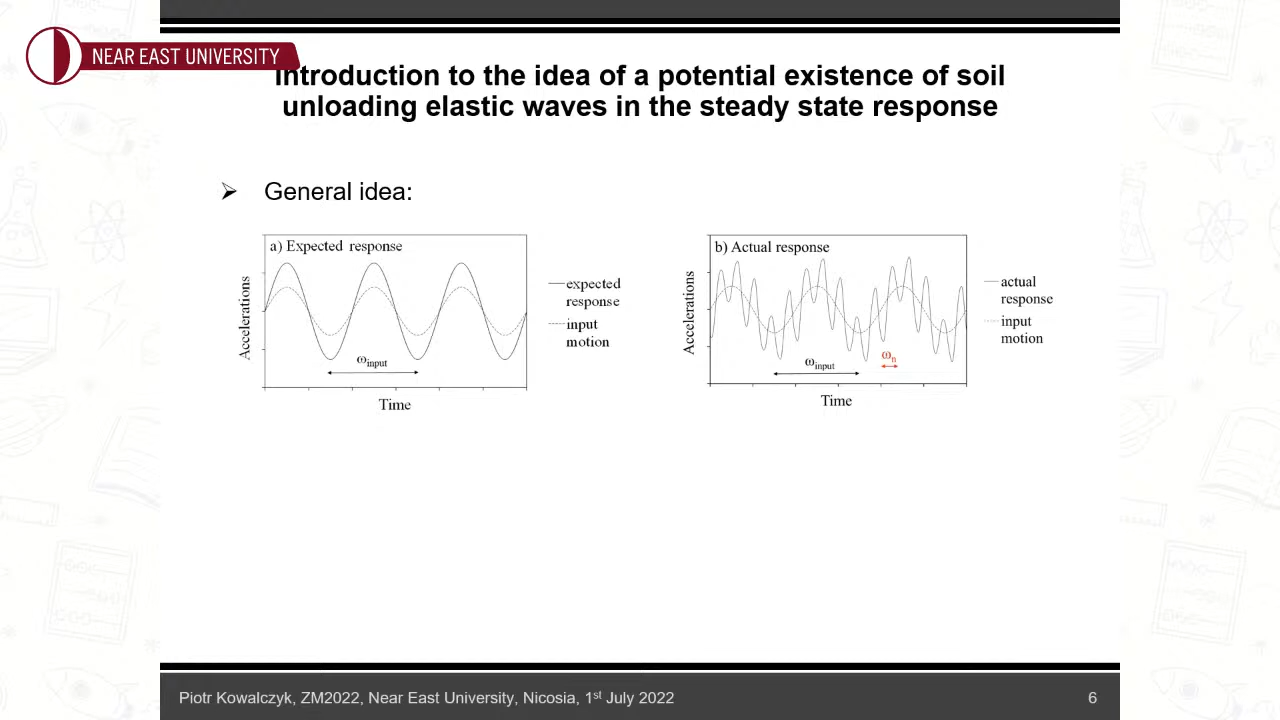 NEAR EAST UNIVERSITY
Introduction to the idea of a potential existence of soil
unloading elastic waves in the steady state response
General idea:
a) Expected response
Accelerations
expected
response
input
motion
ωinput
Time
b) Actual response
Accelerations
actual
response
input
motion
ωinput
ωn
Time
Piotr Kowalczyk, ZM2022, Near East University, Nicosia, 1st July 2022
6